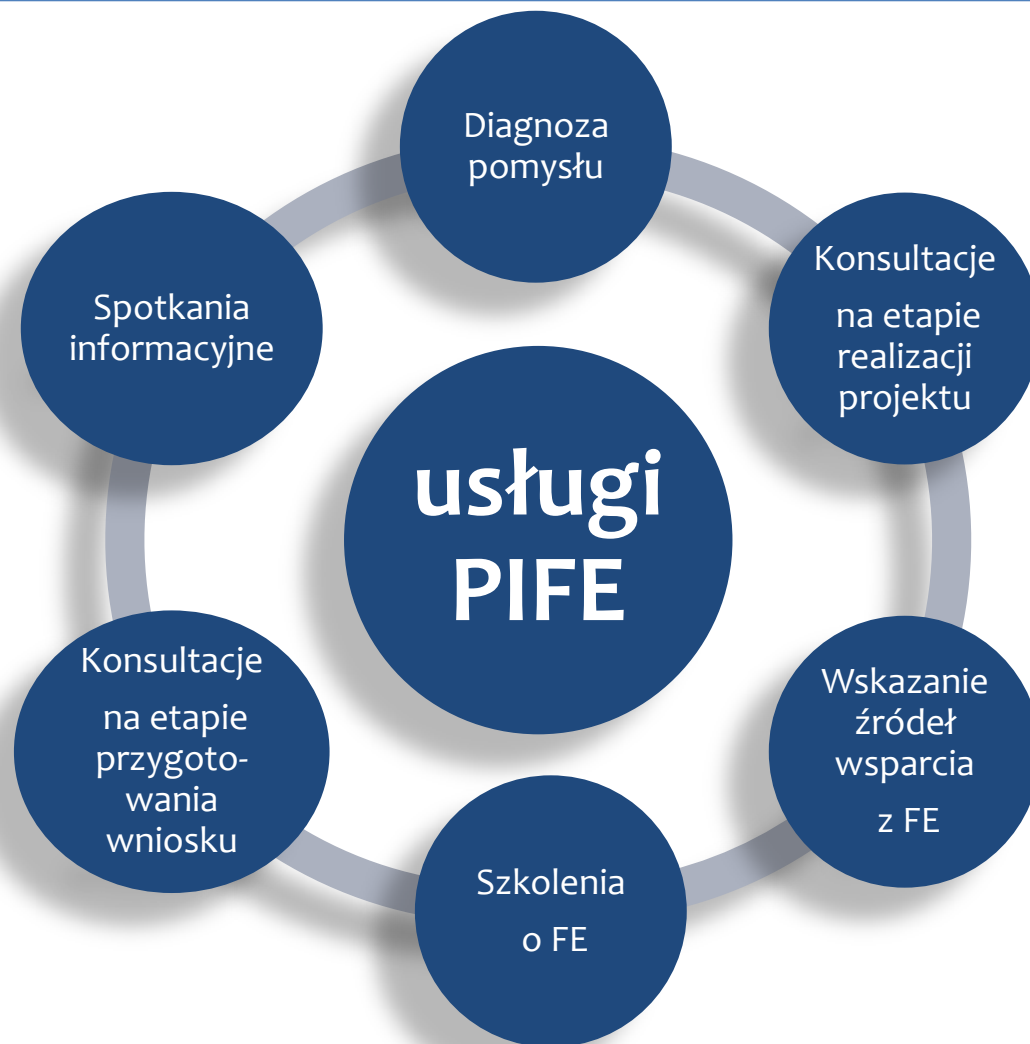 Diagnoza
pomysłu
Konsultacje
na etapie
realizacji
projektu
Spotkania
informacyjne
usługi
PIFE
Konsultacje
na etapie
przygoto-
wania
wniosku
Wskazanie
źródeł
wsparcia
z FE
Szkolenia
o FE